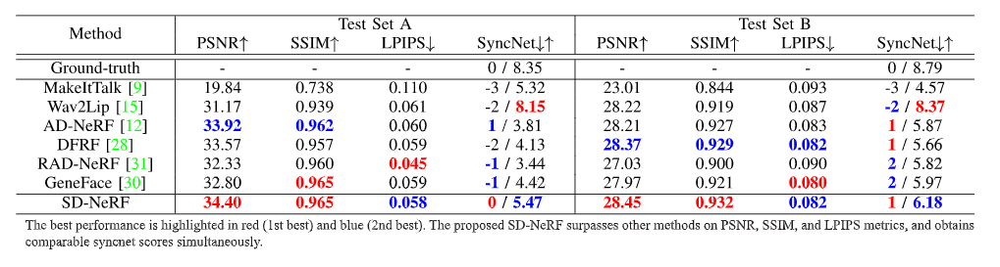 Method Test Set A Test Set B
PSNR↑ SSIM↑ LPIPS↓ SyncNet↓↑ PSNR↑ SSIM↑ LPIPS↓ SyncNet↓↑
Ground-truth - - - 0 / 8.35 - - - 0 / 8.79
MakeItTalk [9] 19.84 0.738 0.110 -3 / 5.32 23.01 0.844 0.093 -3 / 4.57
Wav2Lip [15] 31.17 0.939 0.061 -2 / 8.15 28.22 0.919 0.087 -2 / 8.37
AD-NeRF [12] 33.92 0.962 0.060 1 / 3.81 28.21 0.927 0.083 1 / 5.87
DFRF [28] 33.57 0.957 0.059 -2 / 4.13 28.37 0.929 0.082 1 / 5.66
RAD-NeRF [31] 32.33 0.960 0.045 -1 / 3.44 27.03 0.900 0.090 2 / 5.82
GeneFace [30] 32.80 0.965 0.059 -1 / 4.42 27.97 0.921 0.080 2 / 5.97
SD-NeRF 34.40 0.965 0.058 0 / 5.47 28.45 0.932 0.082 1 / 6.18
The best performance is highlighted in red (1st best) and blue (2nd best). The proposed SD-NeRF surpasses other methods on PSNR, SSIM, and LPIPS metrics, and obtains
comparable syncnet scores simultaneously.